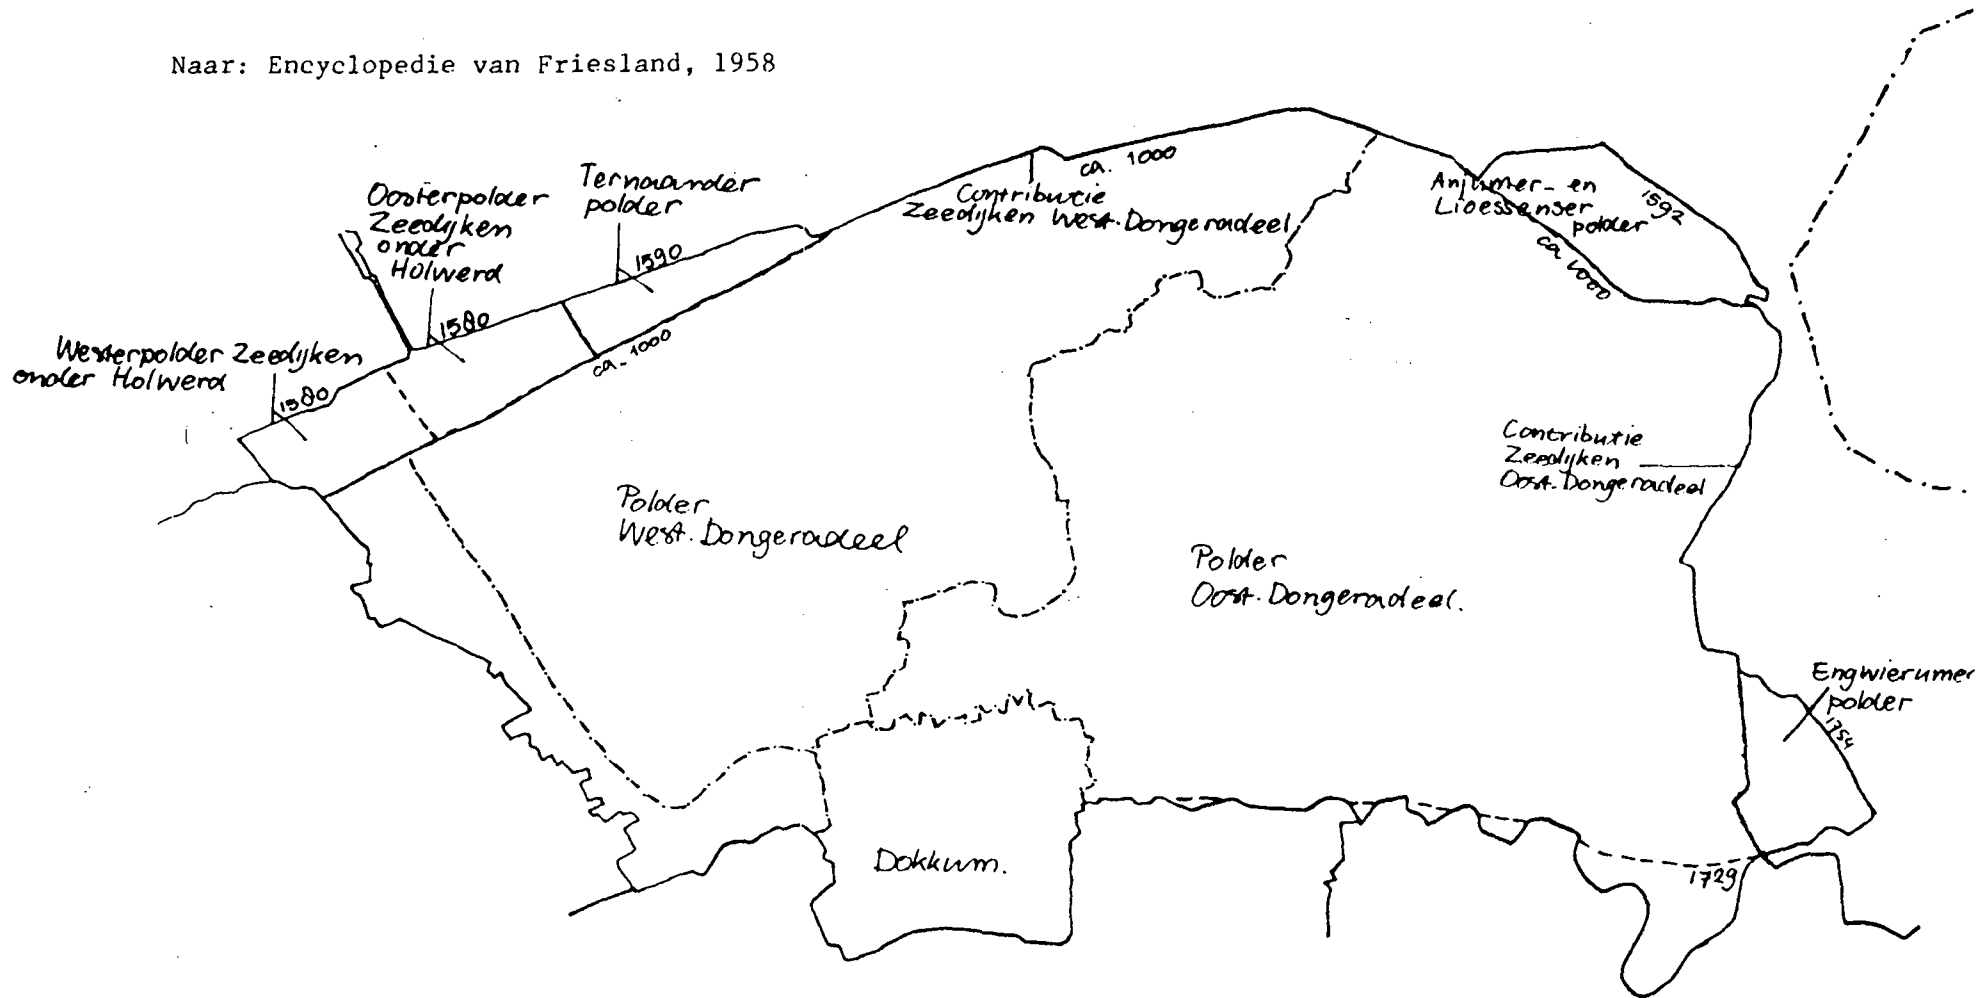 Naar: Encyclopedie van Friesland, 1958
Oosterpolder
Zeedijken
onder
Holwerd
1580
Ternaarder
polder
1590
Westerpolder Zeedijken
onder Holwerd
1580
ca. 1000
ca. 1000
Contributie
Zeedijken West. Dongeradeel
Anjumer- en
Lioessenser
polder
1592
ca 1000
Contributie
Zeedijken
Oost. Dongeradeel
Polder
West. Dongeradeel
Polder
Oost. Dongeradeel.
Engwierumer
polder
1754
1729
Dokkum.